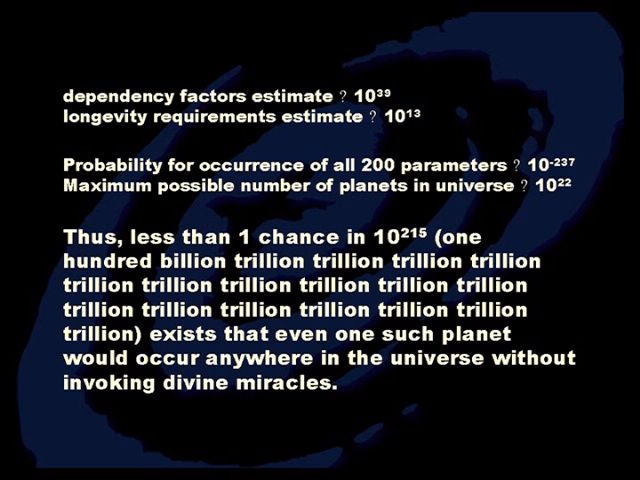 dependency factors estimate ? 10³⁹
longevity requirements estimate ? 10¹³
Probability for occurrence of all 200 parameters ? 10⁻²³⁷
Maximum possible number of planets in universe ? 10²²
Thus, less than 1 chance in 10²¹⁵ (one
hundred billion trillion trillion trillion trillion
trillion trillion trillion trillion trillion trillion
trillion trillion trillion trillion trillion trillion
trillion) exists that even one such planet
would occur anywhere in the universe without
invoking divine miracles.